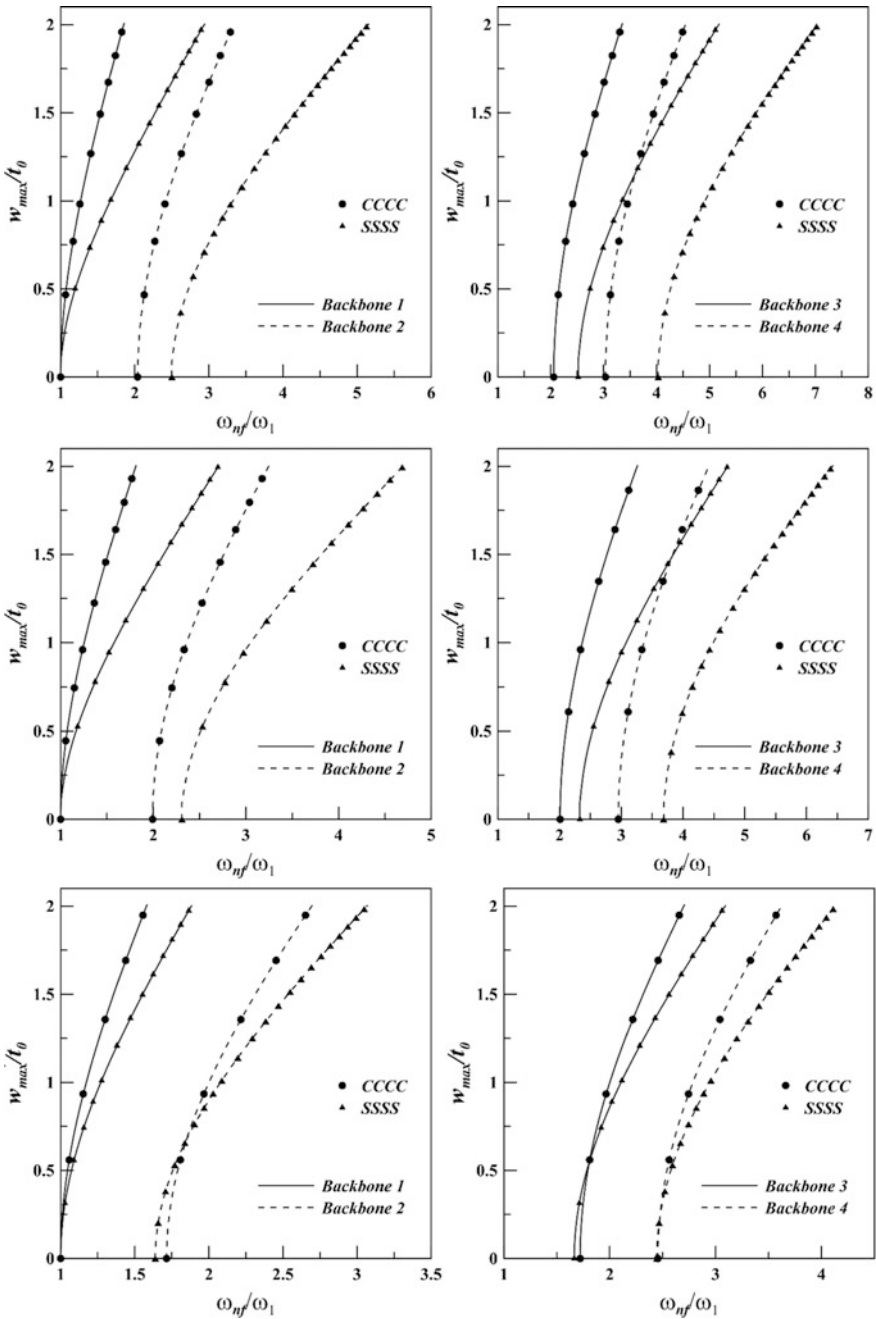 2
1.5
1
0.5
0
w_max/t_0
CCCC
SSSS
Backbone 1
Backbone 2
1 2 3 4 5 6
ω_nf/ω_1
2
1.5
1
0.5
0
w_max/t_0
CCCC
SSSS
Backbone 3
Backbone 4
1 2 3 4 5 6 7 8
ω_nf/ω_1
2
1.5
1
0.5
0
w_max/t_0
CCCC
SSSS
Backbone 1
Backbone 2
1 2 3 4 5
ω_nf/ω_1
2
1.5
1
0.5
0
w_max/t_0
CCCC
SSSS
Backbone 3
Backbone 4
1 2 3 4 5 6 7
ω_nf/ω_1
2
1.5
1
0.5
0
w_max/t_0
CCCC
SSSS
Backbone 1
Backbone 2
1 1.5 2 2.5 3 3.5
ω_nf/ω_1
2
1.5
1
0.5
0
w_max/t_0
CCCC
SSSS
Backbone 3
Backbone 4
1 2 3 4
ω_nf/ω_1